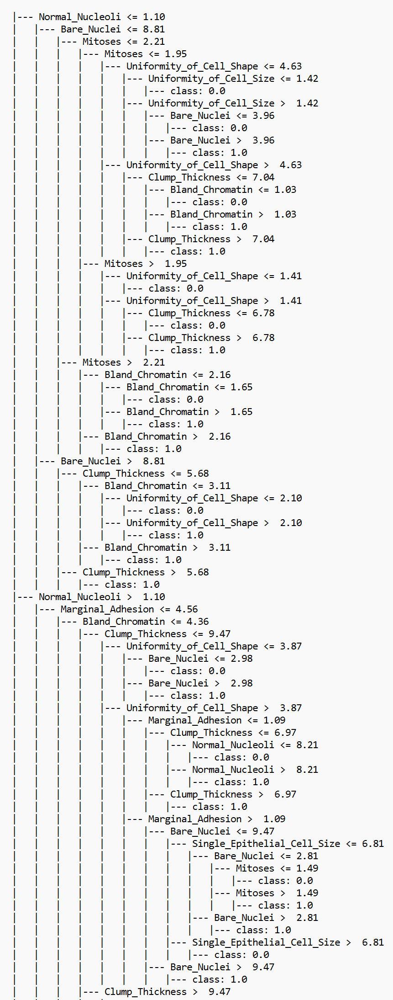 |--- Normal_Nucleoli <= 1.10
|   |--- Bare_Nuclei <= 8.81
|   |   |--- Mitoses <= 2.21
|   |   |   |--- Mitoses <= 1.95
|   |   |   |   |--- Uniformity_of_Cell_Shape <= 4.63
|   |   |   |   |   |--- Uniformity_of_Cell_Size <= 1.42
|   |   |   |   |   |   |--- class: 0.0
|   |   |   |   |   |--- Uniformity_of_Cell_Size >  1.42
|   |   |   |   |   |   |--- Bare_Nuclei <= 3.96
|   |   |   |   |   |   |   |--- class: 0.0
|   |   |   |   |   |   |--- Bare_Nuclei >  3.96
|   |   |   |   |   |   |   |--- class: 1.0
|   |   |   |   |--- Uniformity_of_Cell_Shape >  4.63
|   |   |   |   |   |--- Clump_Thickness <= 7.04
|   |   |   |   |   |   |--- Bland_Chromatin <= 1.03
|   |   |   |   |   |   |   |--- class: 0.0
|   |   |   |   |   |   |--- Bland_Chromatin >  1.03
|   |   |   |   |   |   |   |--- class: 1.0
|   |   |   |   |   |--- Clump_Thickness >  7.04
|   |   |   |   |   |   |--- class: 1.0
|   |   |   |--- Mitoses >  1.95
|   |   |   |   |--- Uniformity_of_Cell_Shape <= 1.41
|   |   |   |   |   |--- class: 0.0
|   |   |   |   |--- Uniformity_of_Cell_Shape >  1.41
|   |   |   |   |   |--- Clump_Thickness <= 6.78
|   |   |   |   |   |   |--- class: 0.0
|   |   |   |   |   |--- Clump_Thickness >  6.78
|   |   |   |   |   |   |--- class: 1.0
|   |   |--- Mitoses >  2.21
|   |   |   |--- Bland_Chromatin <= 2.16
|   |   |   |   |--- Bland_Chromatin <= 1.65
|   |   |   |   |   |--- class: 0.0
|   |   |   |   |--- Bland_Chromatin >  1.65
|   |   |   |   |   |--- class: 1.0
|   |   |   |--- Bland_Chromatin >  2.16
|   |   |   |   |--- class: 1.0
|   |--- Bare_Nuclei >  8.81
|   |   |--- Clump_Thickness <= 5.68
|   |   |   |--- Bland_Chromatin <= 3.11
|   |   |   |   |--- Uniformity_of_Cell_Shape <= 2.10
|   |   |   |   |   |--- class: 0.0
|   |   |   |   |--- Uniformity_of_Cell_Shape >  2.10
|   |   |   |   |   |--- class: 1.0
|   |   |   |--- Bland_Chromatin >  3.11
|   |   |   |   |--- class: 1.0
|   |   |--- Clump_Thickness >  5.68
|   |   |   |--- class: 1.0
|--- Normal_Nucleoli >  1.10
|   |--- Marginal_Adhesion <= 4.56
|   |   |--- Bland_Chromatin <= 4.36
|   |   |   |--- Clump_Thickness <= 9.47
|   |   |   |   |--- Uniformity_of_Cell_Shape <= 3.87
|   |   |   |   |   |--- Bare_Nuclei <= 2.98
|   |   |   |   |   |   |--- class: 0.0
|   |   |   |   |   |--- Bare_Nuclei >  2.98
|   |   |   |   |   |   |--- class: 1.0
|   |   |   |   |--- Uniformity_of_Cell_Shape >  3.87
|   |   |   |   |   |--- Marginal_Adhesion <= 1.09
|   |   |   |   |   |   |--- Clump_Thickness <= 6.97
|   |   |   |   |   |   |   |--- Normal_Nucleoli <= 8.21
|   |   |   |   |   |   |   |   |--- class: 0.0
|   |   |   |   |   |   |   |--- Normal_Nucleoli >  8.21
|   |   |   |   |   |   |   |   |--- class: 1.0
|   |   |   |   |   |   |--- Clump_Thickness >  6.97
|   |   |   |   |   |   |   |--- class: 1.0
|   |   |   |   |   |--- Marginal_Adhesion >  1.09
|   |   |   |   |   |   |--- Bare_Nuclei <= 9.47
|   |   |   |   |   |   |   |--- Single_Epithelial_Cell_Size <= 6.81
|   |   |   |   |   |   |   |   |--- Bare_Nuclei <= 2.81
|   |   |   |   |   |   |   |   |   |--- Mitoses <= 1.49
|   |   |   |   |   |   |   |   |   |   |--- class: 0.0
|   |   |   |   |   |   |   |   |   |--- Mitoses >  1.49
|   |   |   |   |   |   |   |   |   |   |--- class: 1.0
|   |   |   |   |   |   |   |   |--- Bare_Nuclei >  2.81
|   |   |   |   |   |   |   |   |   |--- class: 1.0
|   |   |   |   |   |   |   |--- Single_Epithelial_Cell_Size >  6.81
|   |   |   |   |   |   |   |   |--- class: 0.0
|   |   |   |   |   |   |--- Bare_Nuclei >  9.47
|   |   |   |   |   |   |   |--- class: 1.0
|   |   |   |--- Clump_Thickness >  9.47